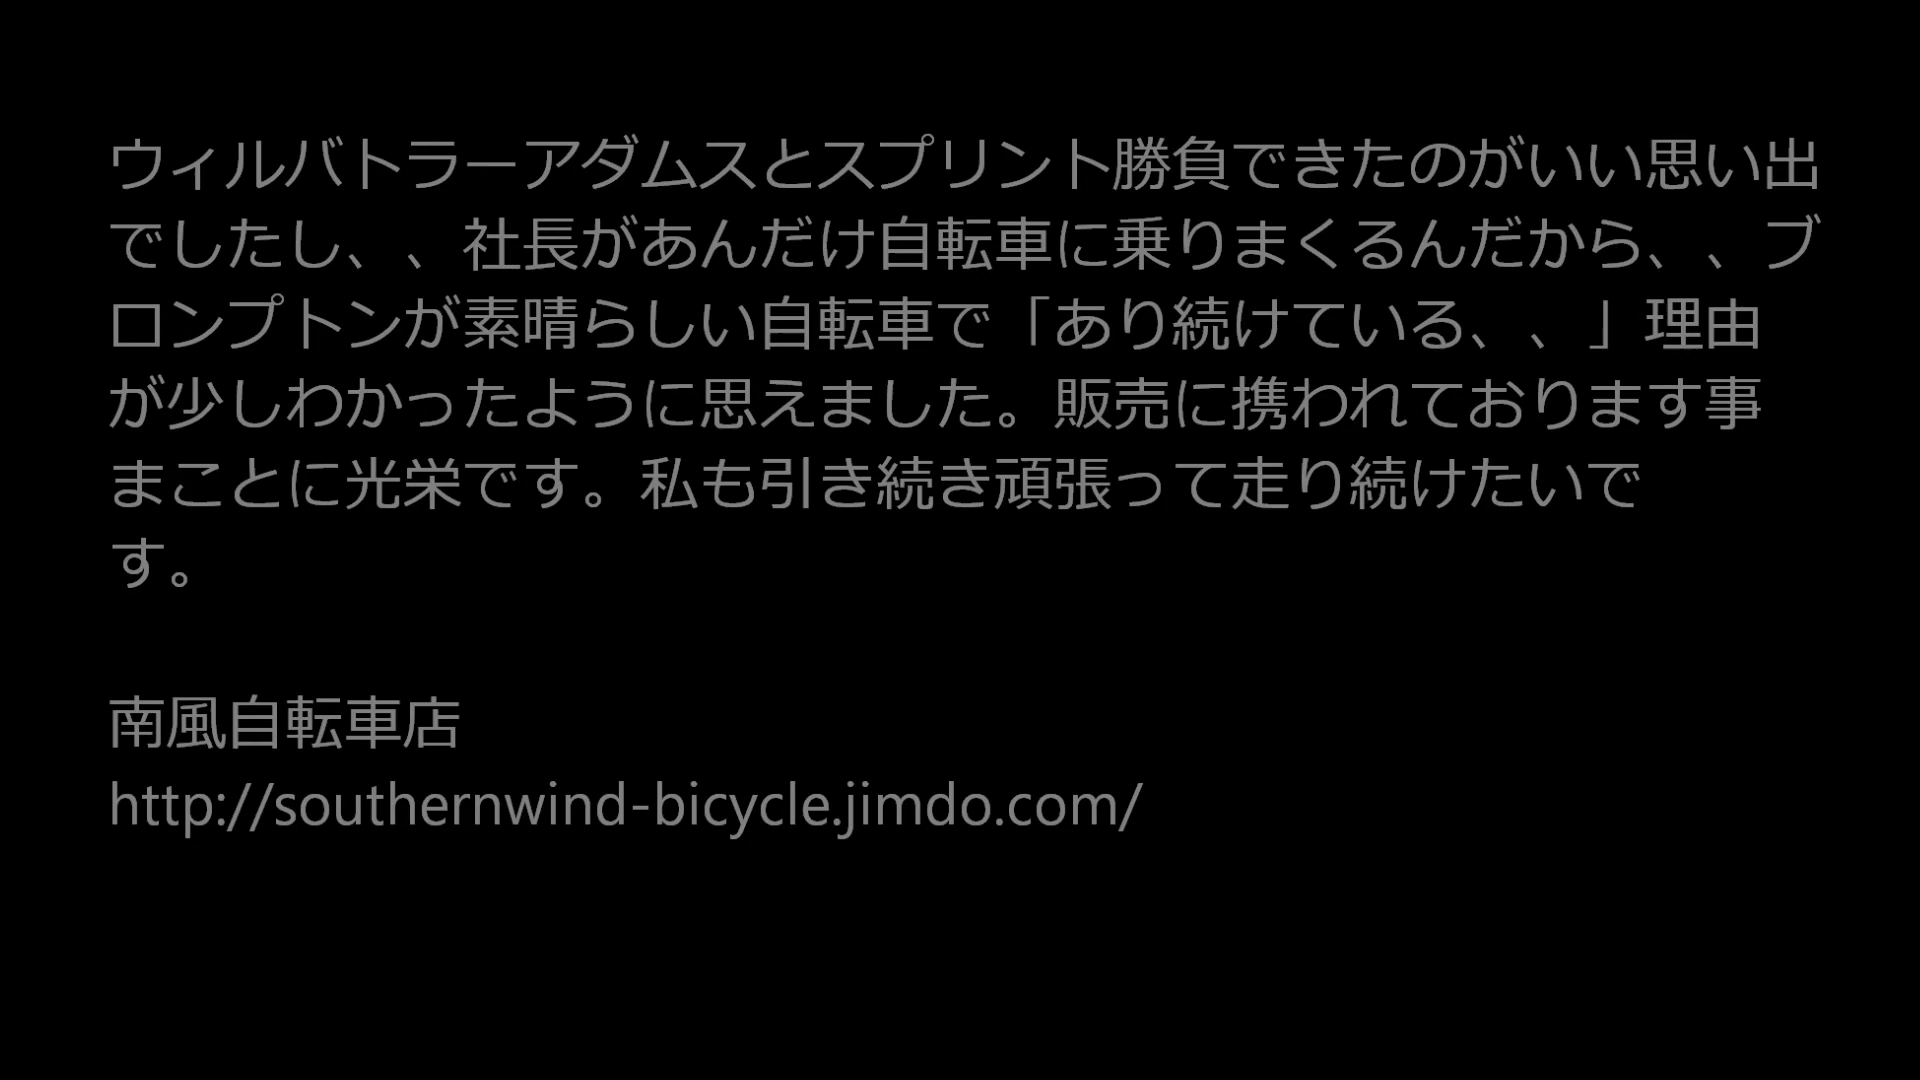 ウィルバトラーアダムスとスプリント勝負できたのがいい思い出
でしたし、、社長があんだけ自転車に乗りまくるんだから、、ブ
ロンプトンが素晴らしい自転車で「あり続けている、、」理由
が少しわかったように思えました。販売に携われております事
まことに光栄です。私も引き続き頑張って走り続けたいで
す。
南風自転車店
http://southernwind-bicycle.jimdo.com/